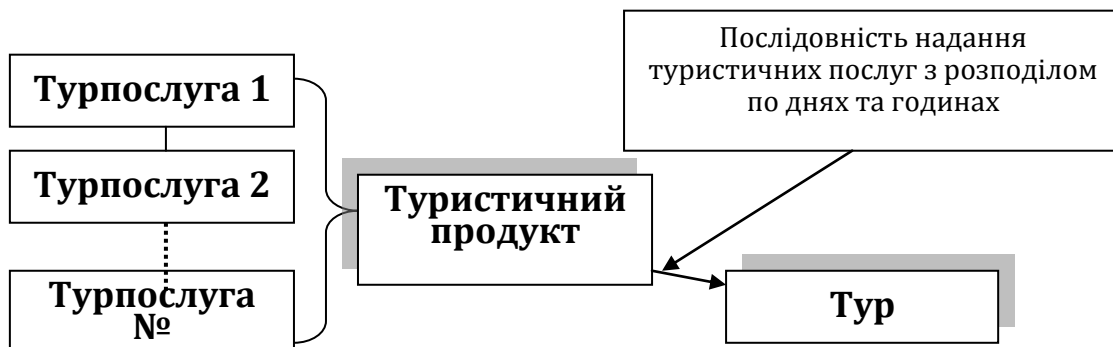 Послідовність надання
туристичних послуг з розподілом
по днях та годинах
Турпослуга 1
Турпослуга 2
Туристичний
продукт
Турпослуга
№
Тур